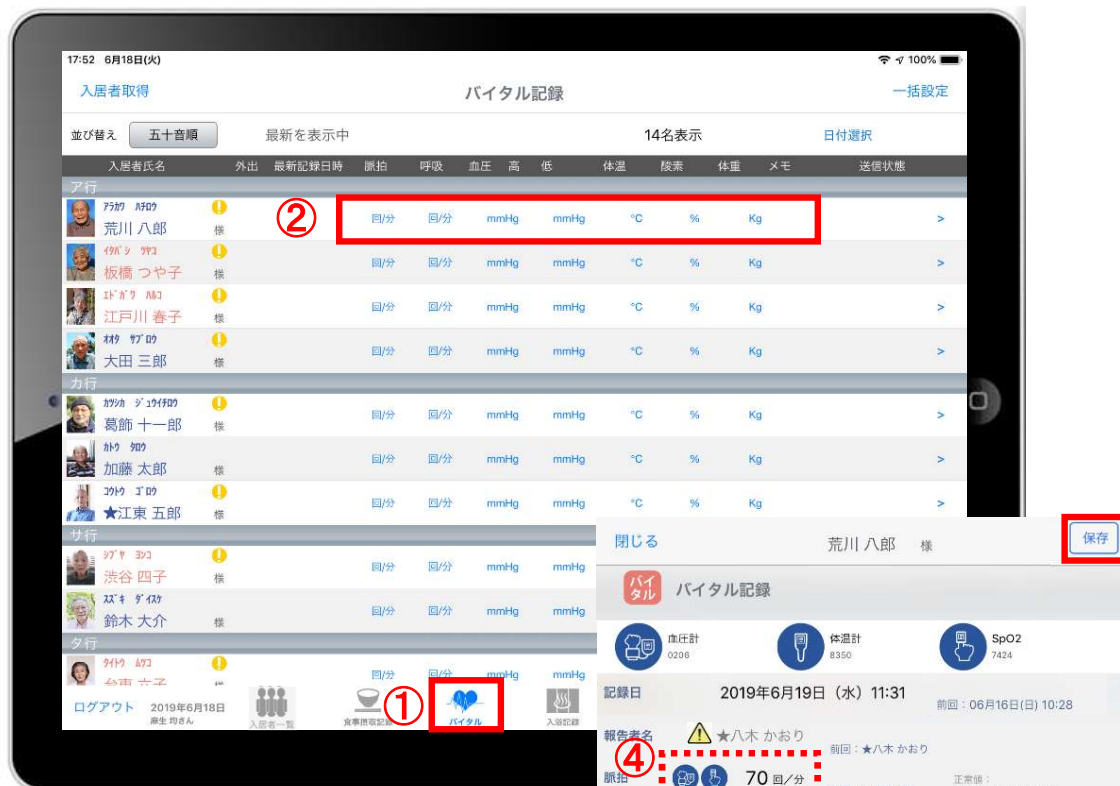 17:52 6月18日(火) 100%
入居者取得 バイタル記録 一括設定
並び替え 五十音順 最新を表示中 14名表示 日付選択
入居者氏名 外出 最新記録日時 脈拍 呼吸 血圧 高 低 体温 酸素 体重 メモ 送信状態
ア行
ｱﾗｶﾜ ﾊﾁﾛｳ
荒川 八郎 様 ② 回/分 回/分 mmHg mmHg °C % Kg >
ｲﾀﾊﾞｼ ﾂﾔｺ
板橋 つや子 様 回/分 回/分 mmHg mmHg °C % Kg >
ｴﾄﾞｶﾞﾜ ﾊﾙｺ
江戸川 春子 様 回/分 回/分 mmHg mmHg °C % Kg >
ｵｵﾀ ｻﾌﾞﾛｳ
大田 三郎 様 回/分 回/分 mmHg mmHg °C % Kg >
カ行
ｶﾂｼｶ ｼﾞｭｳｲﾁﾛｳ
葛飾 十一郎 様 回/分 回/分 mmHg mmHg °C % Kg >
ｶﾄｳ ﾀﾛｳ
加藤 太郎 様 回/分 回/分 mmHg mmHg °C % Kg >
ｺｳﾄｳ ｺﾞﾛｳ
★江東 五郎 様 回/分 回/分 mmHg mmHg °C % Kg >
サ行
ｼﾌﾞﾔ ﾖﾝｺ
渋谷 四子 様 回/分 回/分 mmHg mmHg
ｽｽﾞｷ ﾀﾞｲｽｹ
鈴木 大介 様 回/分 回/分 mmHg mmHg
タ行
ﾀｲﾄｳ ﾑﾂｺ
台東 六子 回/分 回/分 mmHg mmHg
ログアウト 2019年6月18日
麻生 均さん
入居者一覧 食事摂取記録 ① バイタル 入浴記録
閉じる 荒川 八郎 様 保存
バイタル バイタル記録
血圧計 0206 体温計 8350 SpO2 7424
記録日 2019年6月19日（水）11:31 前回：06月16日(日) 10:28
報告者名 ★八木 かおり 前回：★八木 かおり
④
脈拍 70 回/分 正常値：